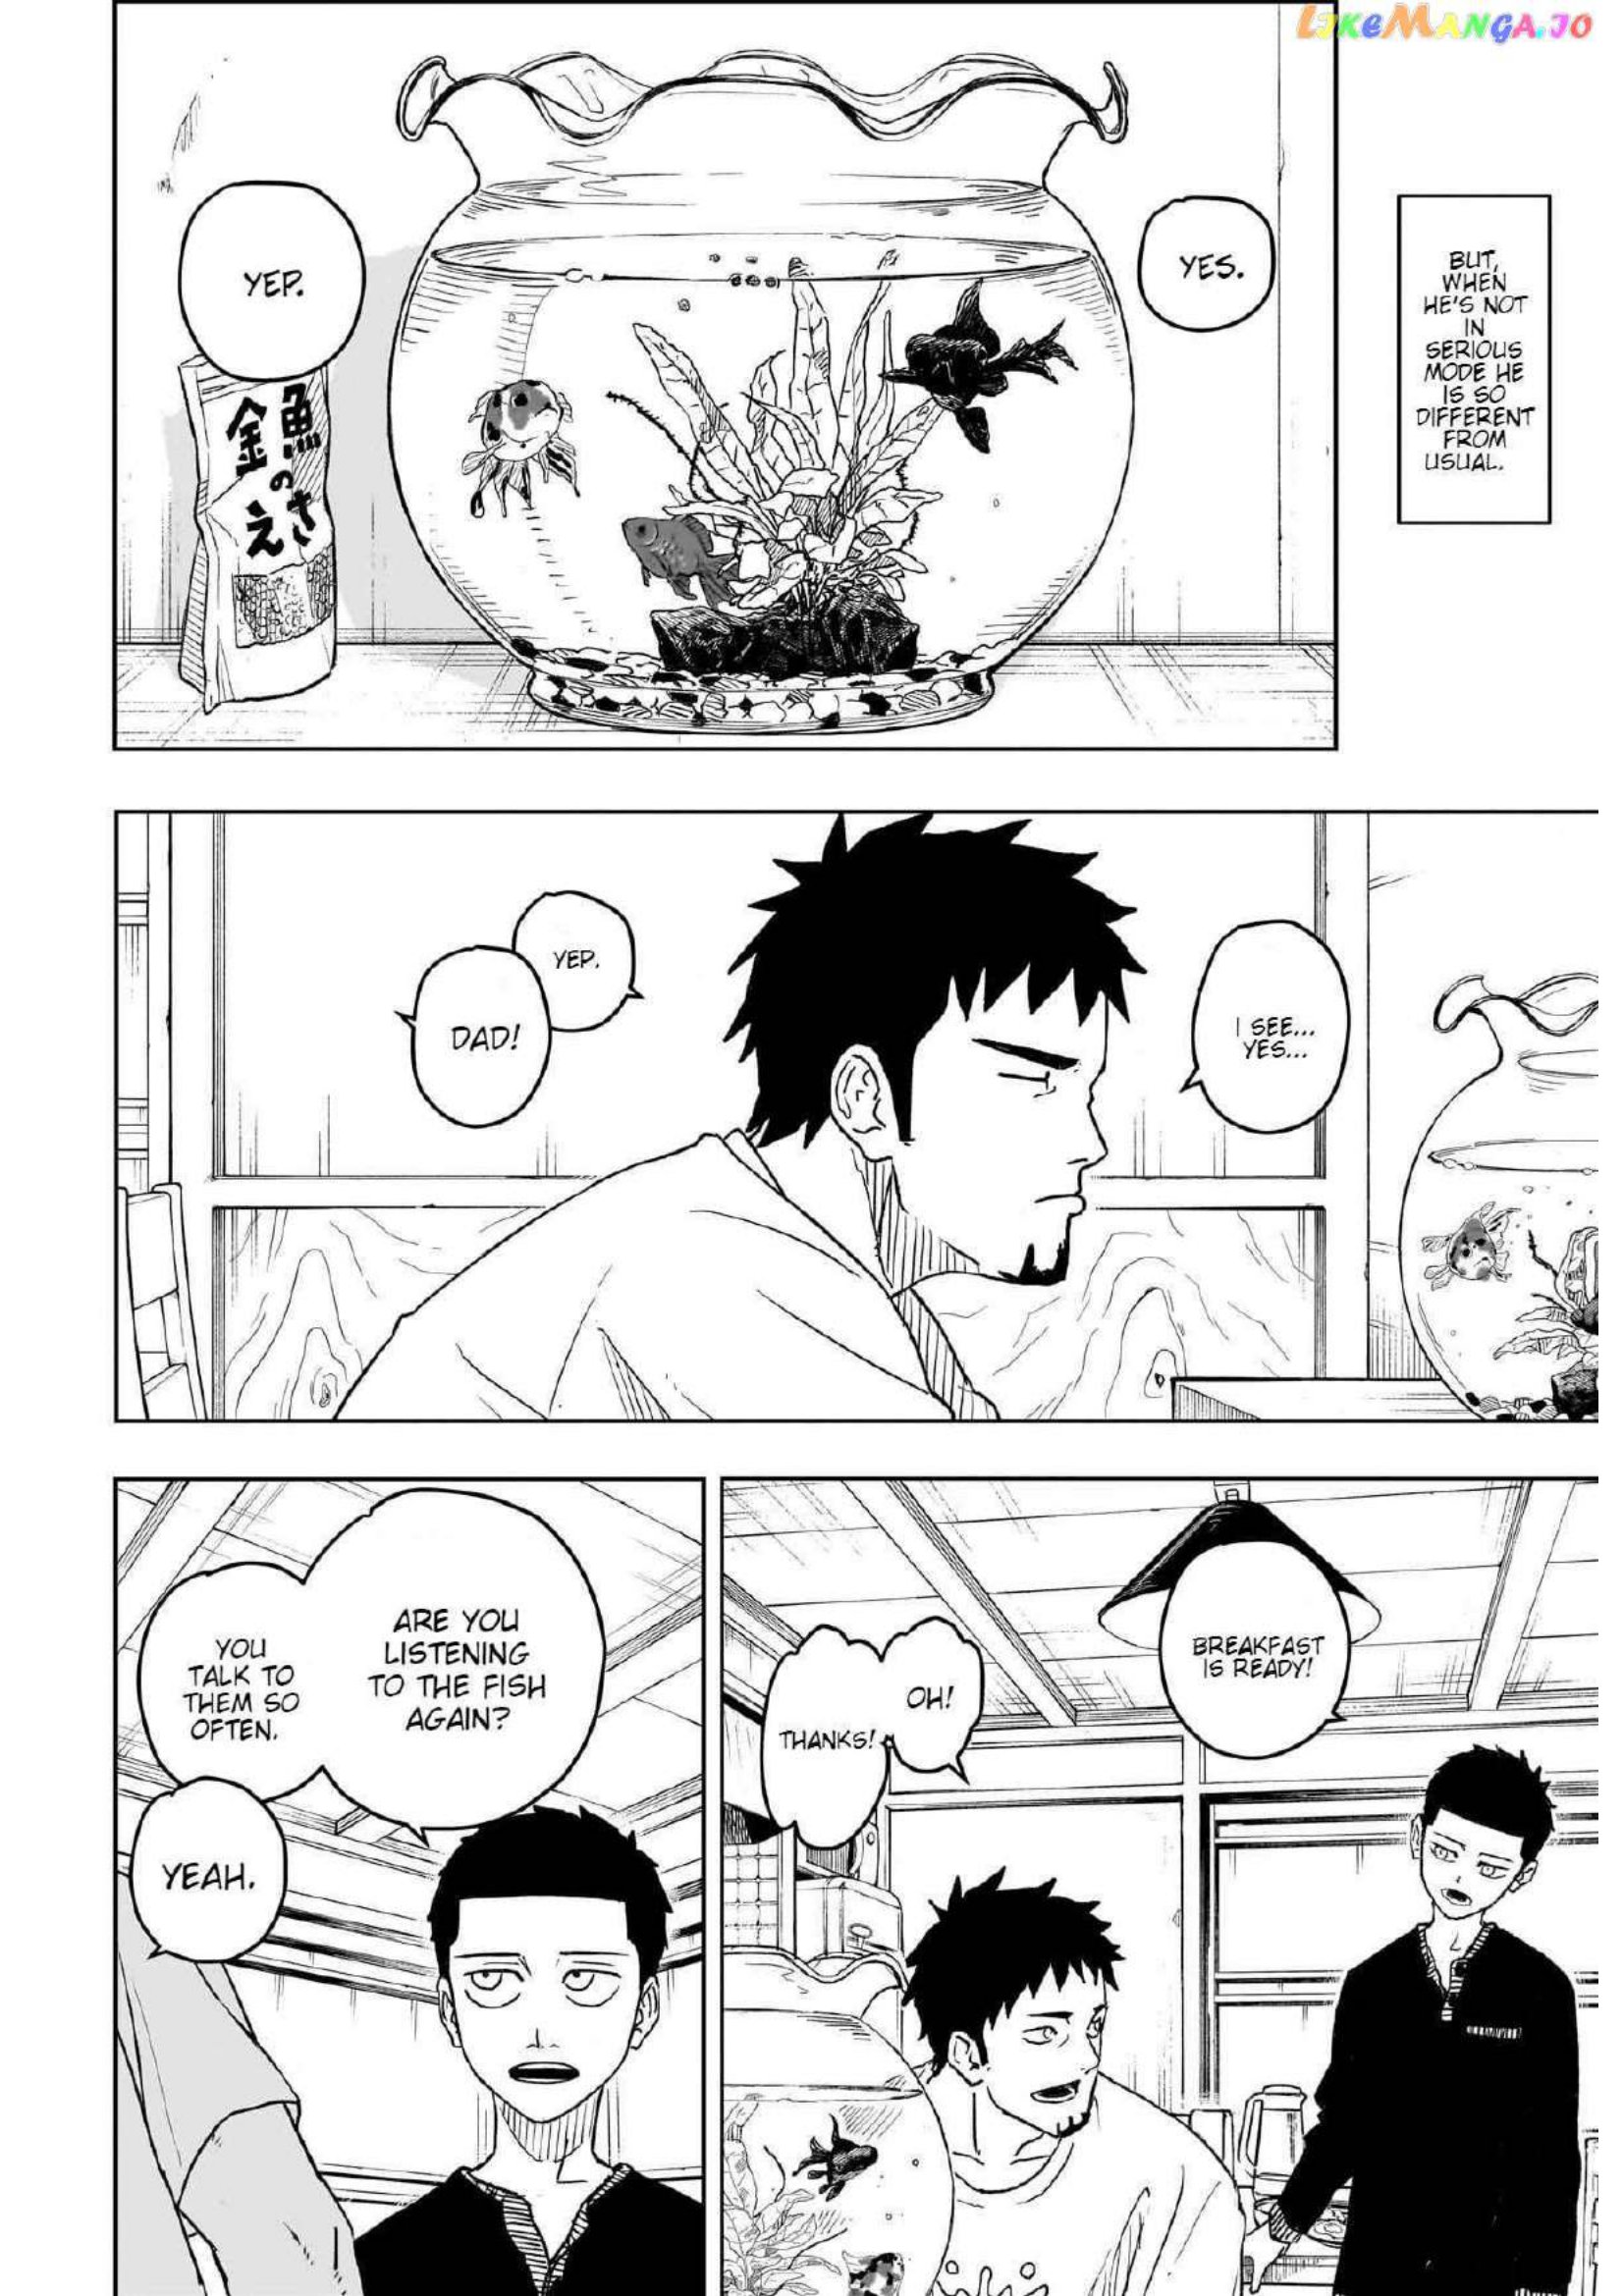 LIKEMANGA.IO
BUT,
WHEN
HE'S NOT
IN
SERIOUS
MODE HE
IS SO
DIFFERENT
FROM
USUAL.
YES.
YEP.
金魚
の
えさ
I SEE...
YES...
YEP.
DAD!
BREAKFAST
IS READY!
OH!
THANKS!
ARE YOU
LISTENING
TO THE FISH
AGAIN?
YOU
TALK TO
THEM SO
OFTEN.
YEAH.